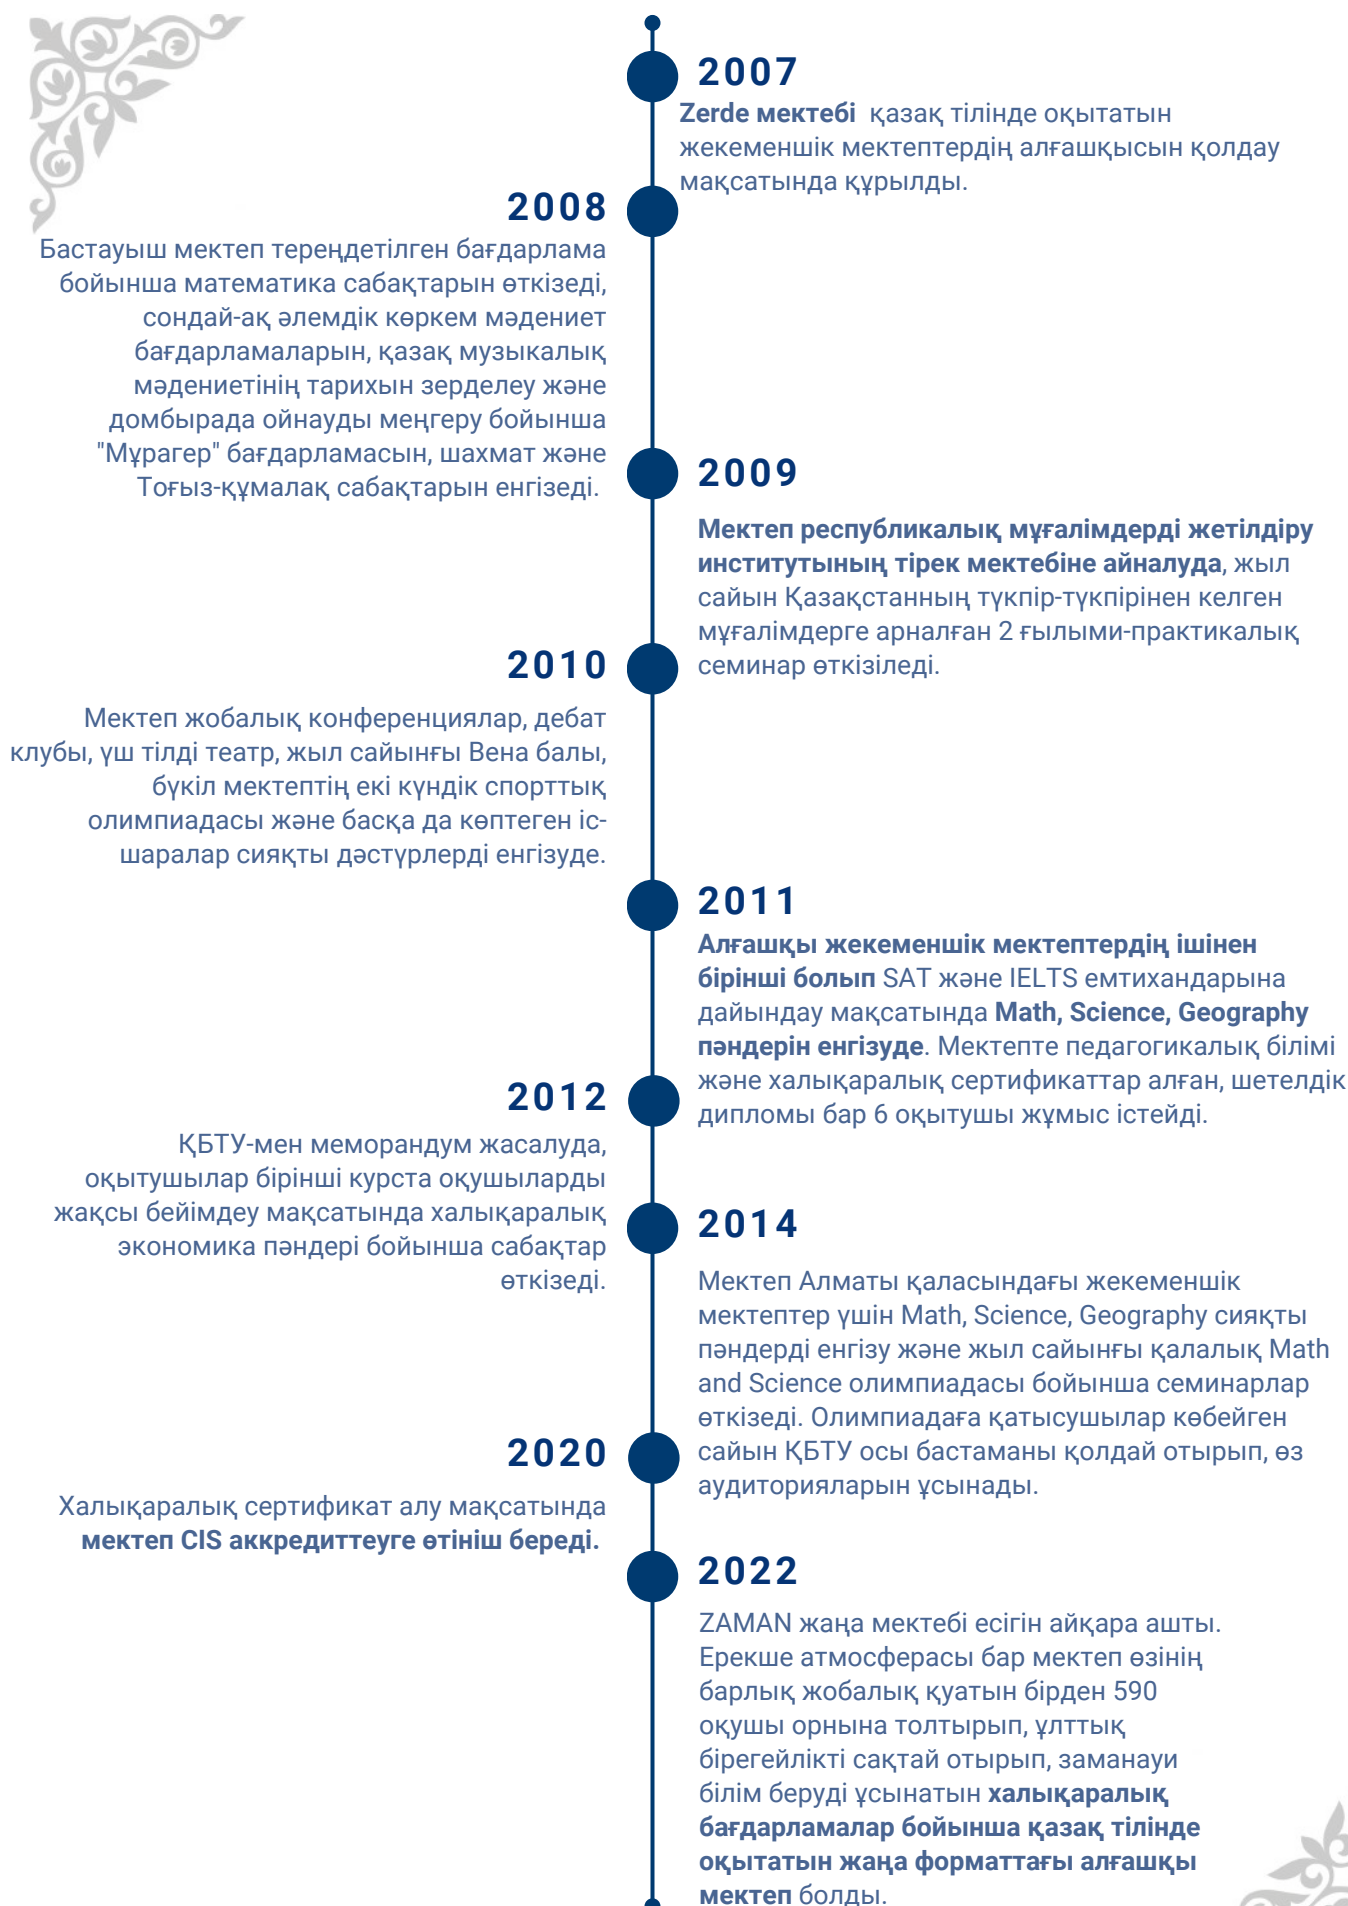 2007
Zerde мектебі қазақ тілінде оқытатын
жекеменшік мектептердің алғашқысын қолдау
мақсатында құрылды.
2008
Бастауыш мектеп тереңдетілген бағдарлама
бойынша математика сабақтарын өткізеді,
сондай-ақ әлемдік көркем мәдениет
бағдарламаларын, қазақ музыкалық
мәдениетінің тарихын зерделеу және
домбырада ойнауды меңгеру бойынша
"Мұрагер" бағдарламасын, шахмат және
Тоғыз-құмалақ сабақтарын енгізеді.
2009
Мектеп республикалық мұғалімдерді жетілдіру
институтының тірек мектебіне айналуда, жыл
сайын Қазақстанның түкпір-түкпірінен келген
мұғалімдерге арналған 2 ғылыми-практикалық
семинар өткізіледі.
2010
Мектеп жобалық конференциялар, дебат
клубы, үш тілді театр, жыл сайынғы Вена балы,
бүкіл мектептің екі күндік спорттық
олимпиадасы және басқа да көптеген іс-
шаралар сияқты дәстүрлерді енгізуде.
2011
Алғашқы жекеменшік мектептердің ішінен
бірінші болып SAT және IELTS емтихандарына
дайындау мақсатында Math, Science, Geography
пәндерін енгізуде. Мектепте педагогикалық білімі
және халықаралық сертификаттар алған, шетелдік
дипломы бар 6 оқытушы жұмыс істейді.
2012
ҚБТУ-мен меморандум жасалуда,
оқытушылар бірінші курста оқушыларды
жақсы бейімдеу мақсатында халықаралық
экономика пәндері бойынша сабақтар
өткізеді.
2014
Мектеп Алматы қаласындағы жекеменшік
мектептер үшін Math, Science, Geography сияқты
пәндерді енгізу және жыл сайынғы қалалық Math
and Science олимпиадасы бойынша семинарлар
өткізеді. Олимпиадаға қатысушылар көбейген
сайын ҚБТУ осы бастаманы қолдай отырып, өз
аудиторияларын ұсынады.
2020
Халықаралық сертификат алу мақсатында
мектеп CIS аккредиттеуге өтініш береді.
2022
ZAMAN жаңа мектебі есігін айқара ашты.
Ерекше атмосферасы бар мектеп өзінің
барлық жобалық қуатын бірден 590
оқушы орнына толтырып, ұлттық
бірегейлікті сақтай отырып, заманауи
білім беруді ұсынатын халықаралық
бағдарламалар бойынша қазақ тілінде
оқытатын жаңа форматтағы алғашқы
мектеп болды.